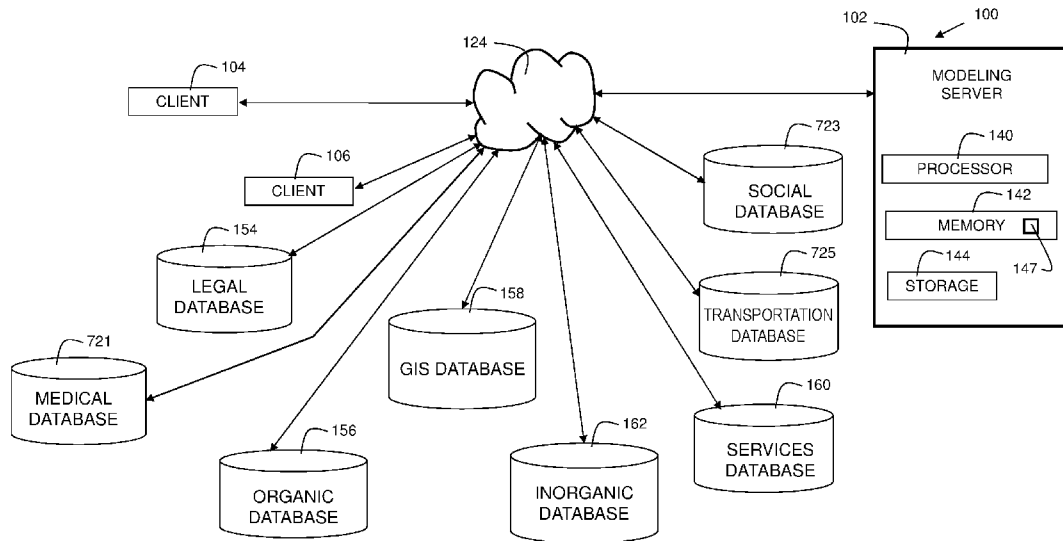 100
102
124
104
CLIENT
MODELING
SERVER
723
106
CLIENT
140
PROCESSOR
SOCIAL
DATABASE
142
MEMORY
154
LEGAL
DATABASE
725
144
147
STORAGE
158
GIS DATABASE
TRANSPORTATION
DATABASE
721
MEDICAL
DATABASE
160
SERVICES
DATABASE
156
ORGANIC
DATABASE
162
INORGANIC
DATABASE